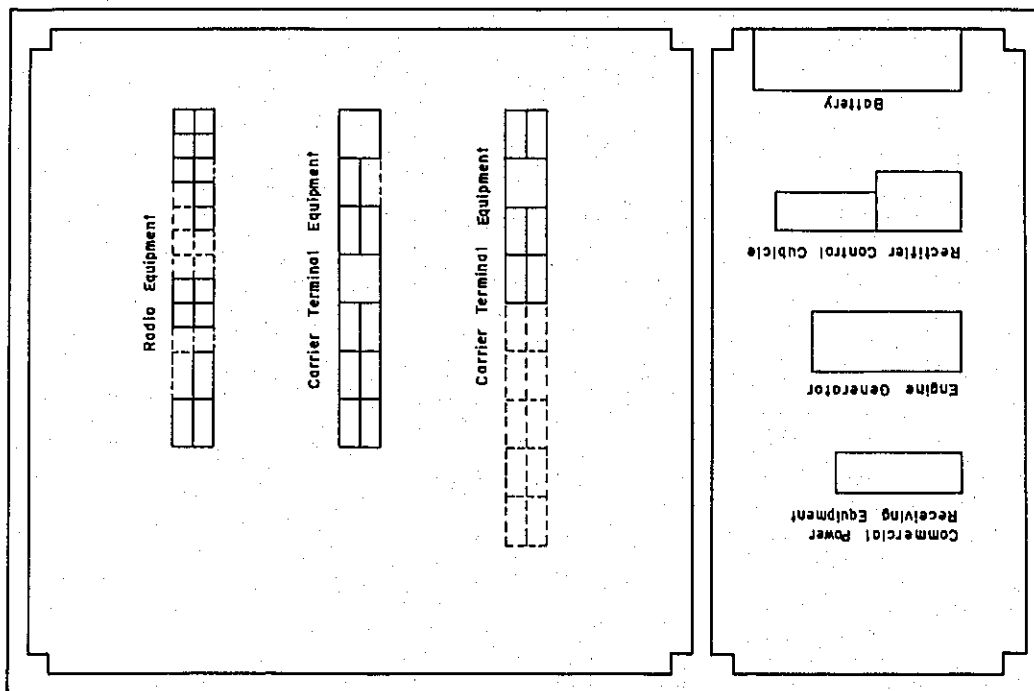 Radio Equipment
Carrier Terminal Equipment
Carrier Terminal Equipment
Battery
Rectifier Control Cubicle
Engine Generator
Commercial Power
Receiving Equipment